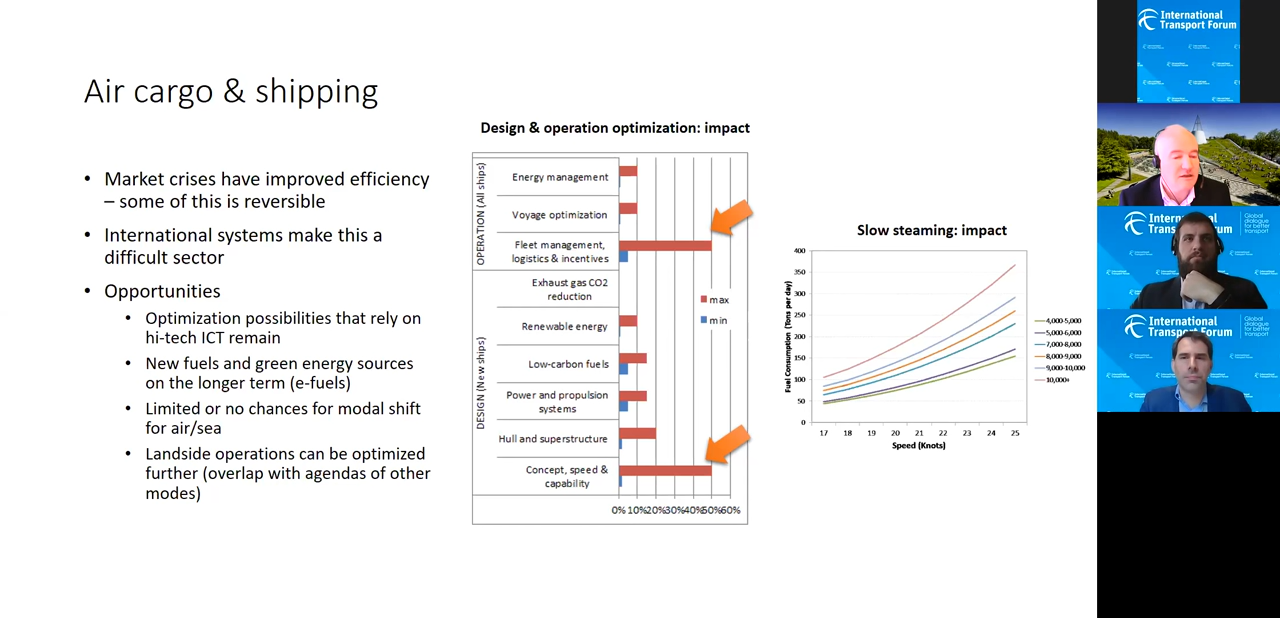 Air cargo & shipping
• Market crises have improved efficiency
– some of this is reversible
• International systems make this a
difficult sector
• Opportunities
• Optimization possibilities that rely on
hi-tech ICT remain
• New fuels and green energy sources
on the longer term (e-fuels)
• Limited or no chances for modal shift
for air/sea
• Landside operations can be optimized
further (overlap with agendas of other
modes)
Design & operation optimization: impact
OPERATION (All ships)
Energy management
Voyage optimization
Fleet management,
logistics & incentives
DESIGN (New ships)
Exhaust gas CO2
reduction
Renewable energy
Low-carbon fuels
Power and propulsion
systems
Hull and superstructure
Concept, speed &
capability
max
min
0% 10% 20% 30% 40% 50% 60%
Slow steaming: impact
Fuel Consumption (Tons per day)
400
350
300
250
200
150
100
50
0
17 18 19 20 21 22 23 24 25
Speed (Knots)
4,000-5,000
5,000-6,000
7,000-8,000
8,000-9,000
9,000-10,000
10,000+
International
Transport Forum
International Transport Forum
Global
dialogue
for better
transport
International
Transport Forum
Global
dialogue
for better
transport